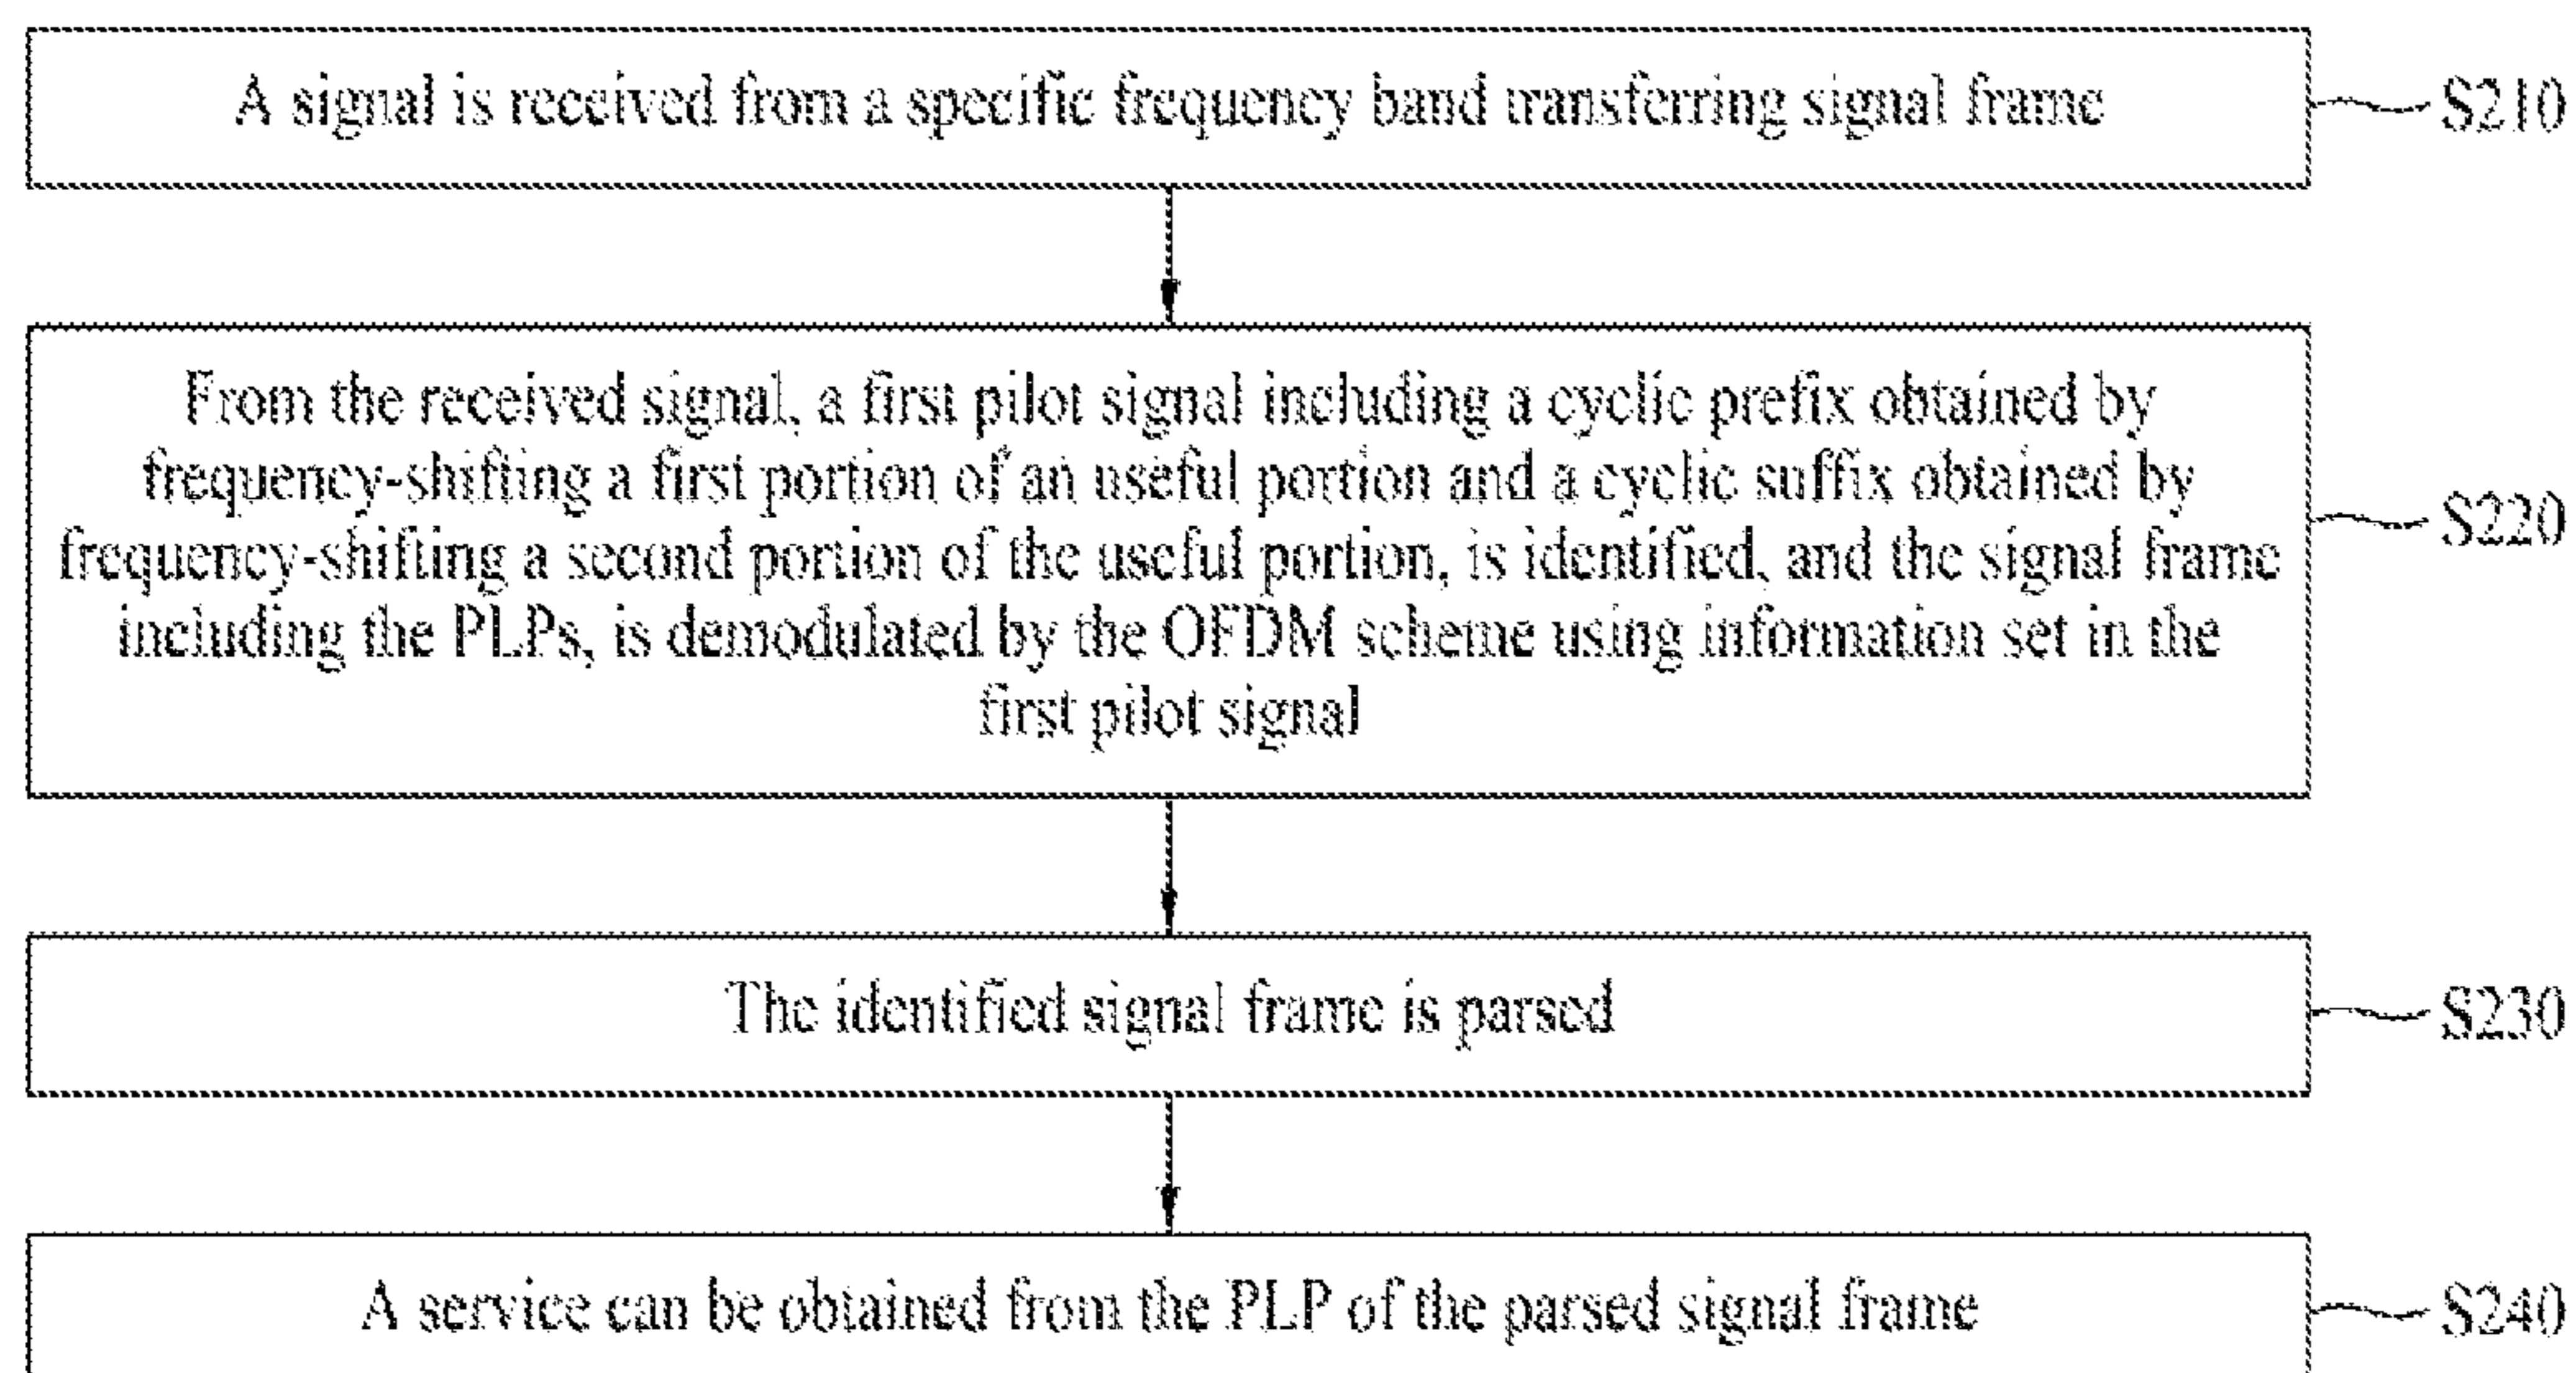 A signal is received from a specific frequency band transferring signal frame
S210
From the received signal, a first pilot signal including a cyclic prefix obtained by
frequency-shifting a first portion of an useful portion and a cyclic suffix obtained by
frequency-shifting a second portion of the useful portion, is identified, and the signal frame
including the PLPs, is demodulated by the OFDM scheme using information set in the
first pilot signal
S220
The identified signal frame is parsed
S230
A service can be obtained from the PLP of the parsed signal frame
S240